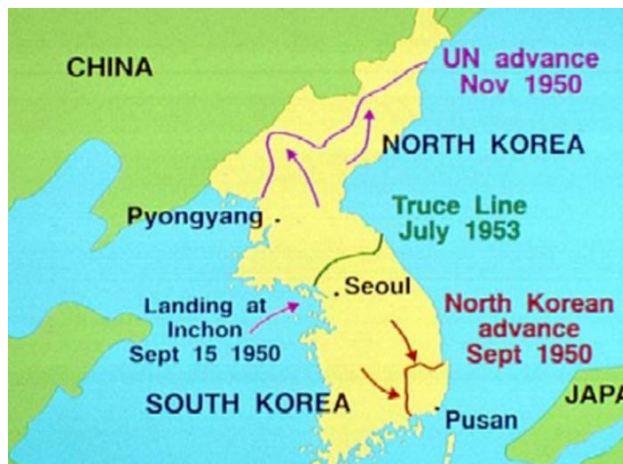 CHINA
UN advance
Nov 1950
NORTH KOREA
Pyongyang
Truce Line
July 1953
Seoul
Landing at
Inchon
Sept 15 1950
North Korean
advance
Sept 1950
SOUTH KOREA
JAPA
Pusan